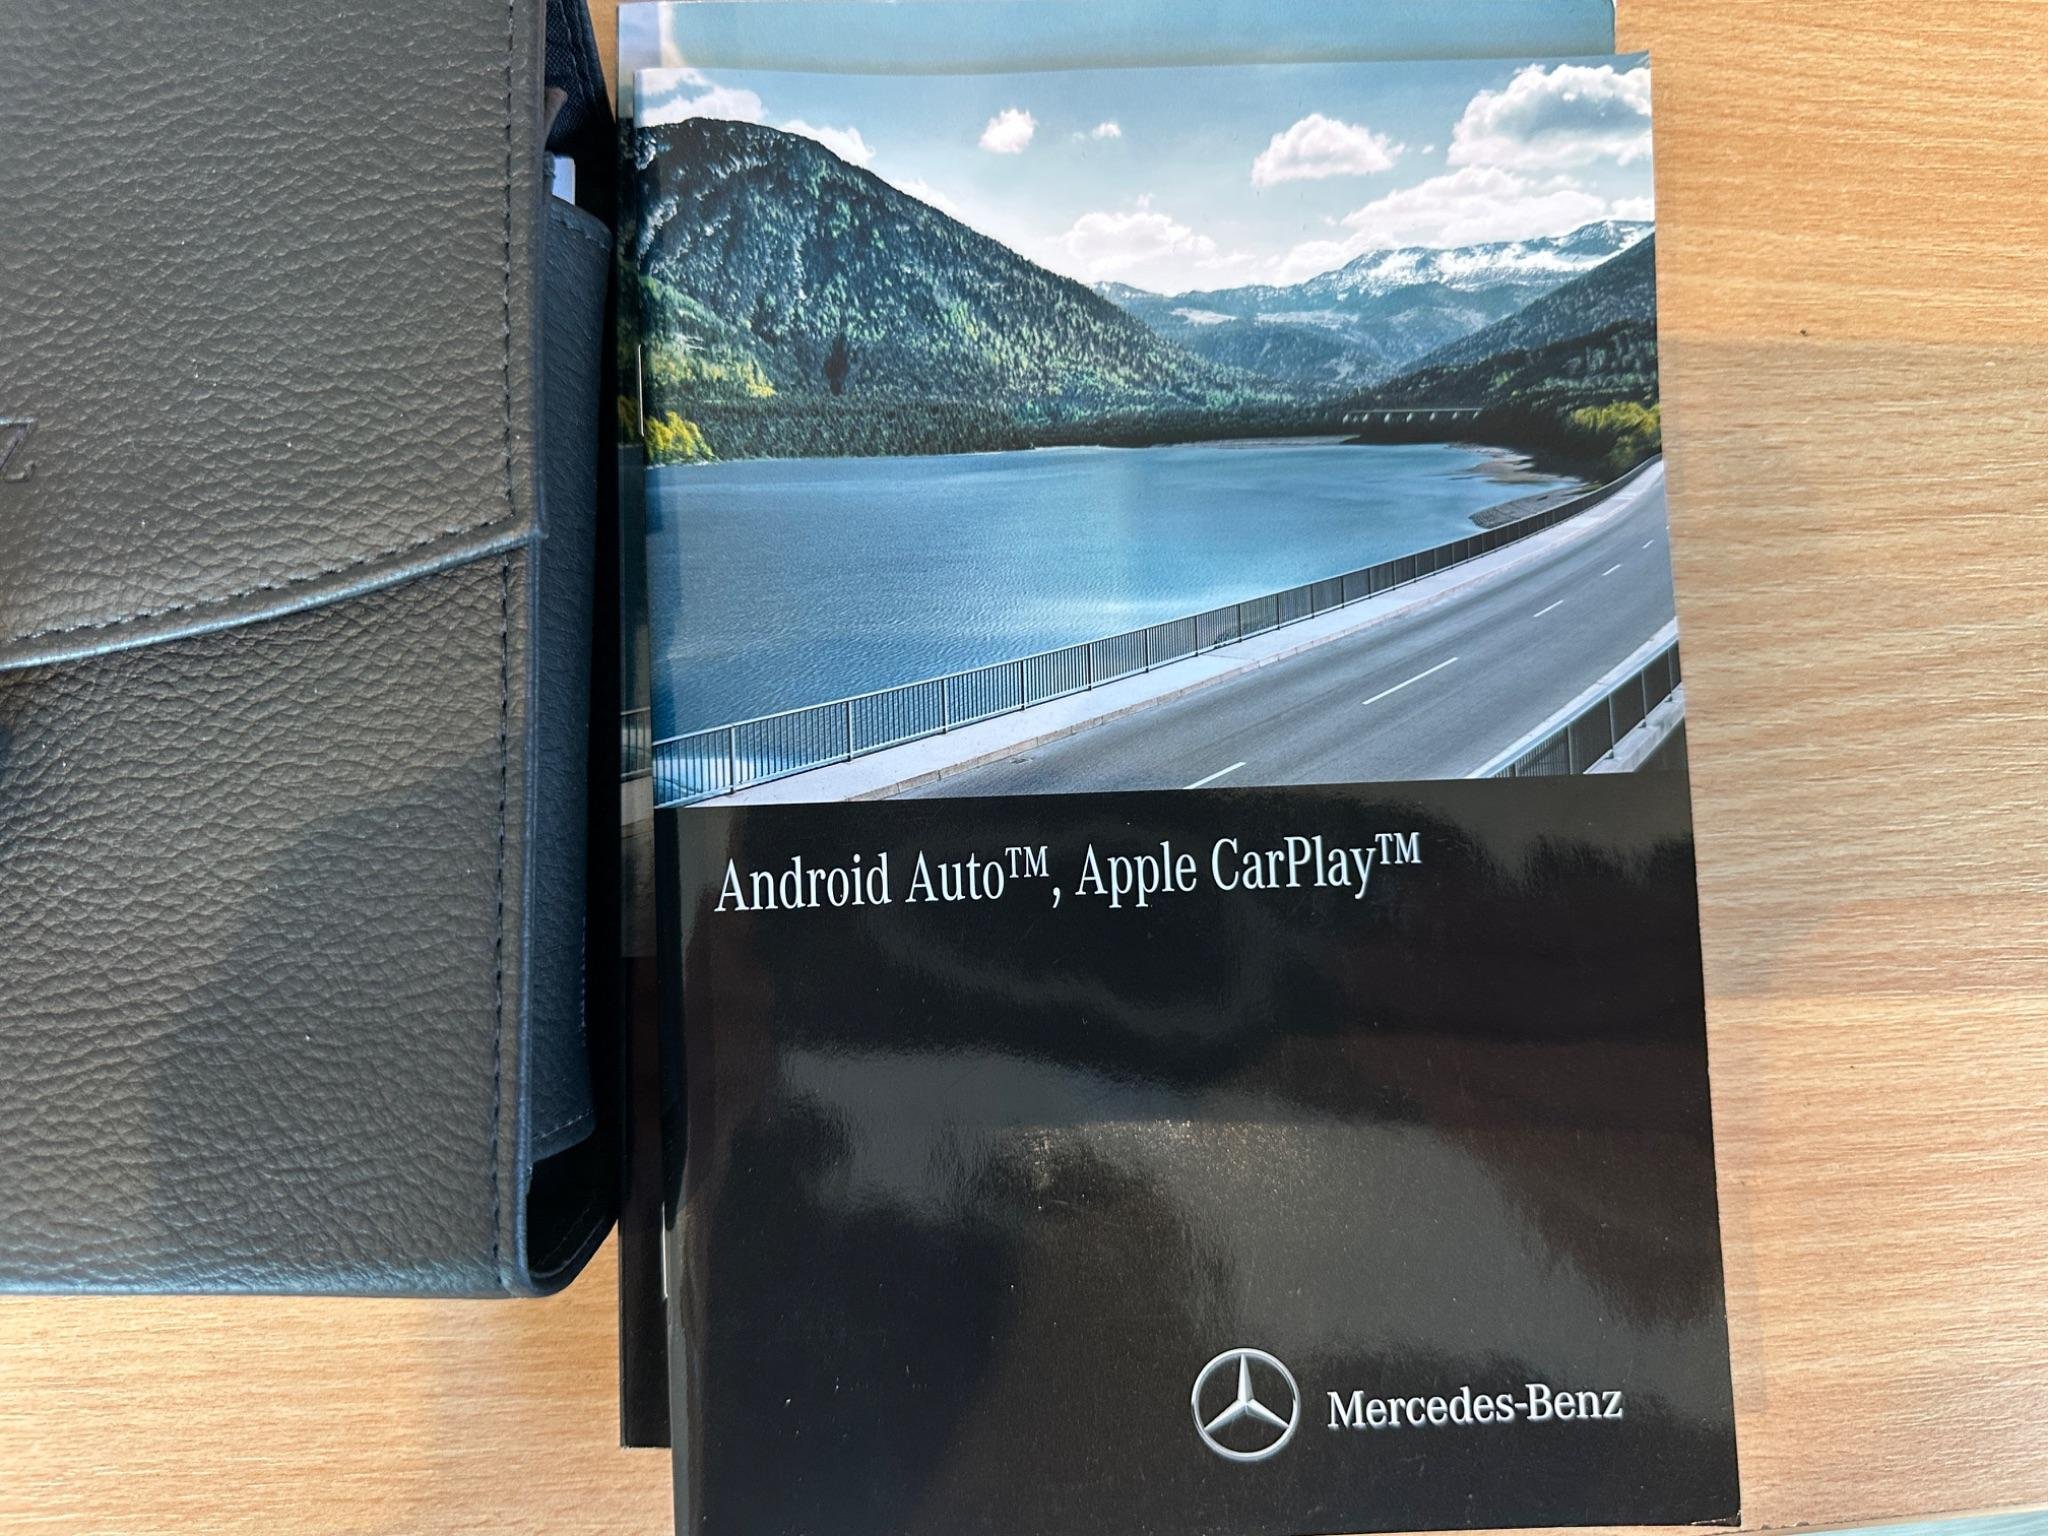 Android Auto™, Apple CarPlay™
Mercedes-Benz